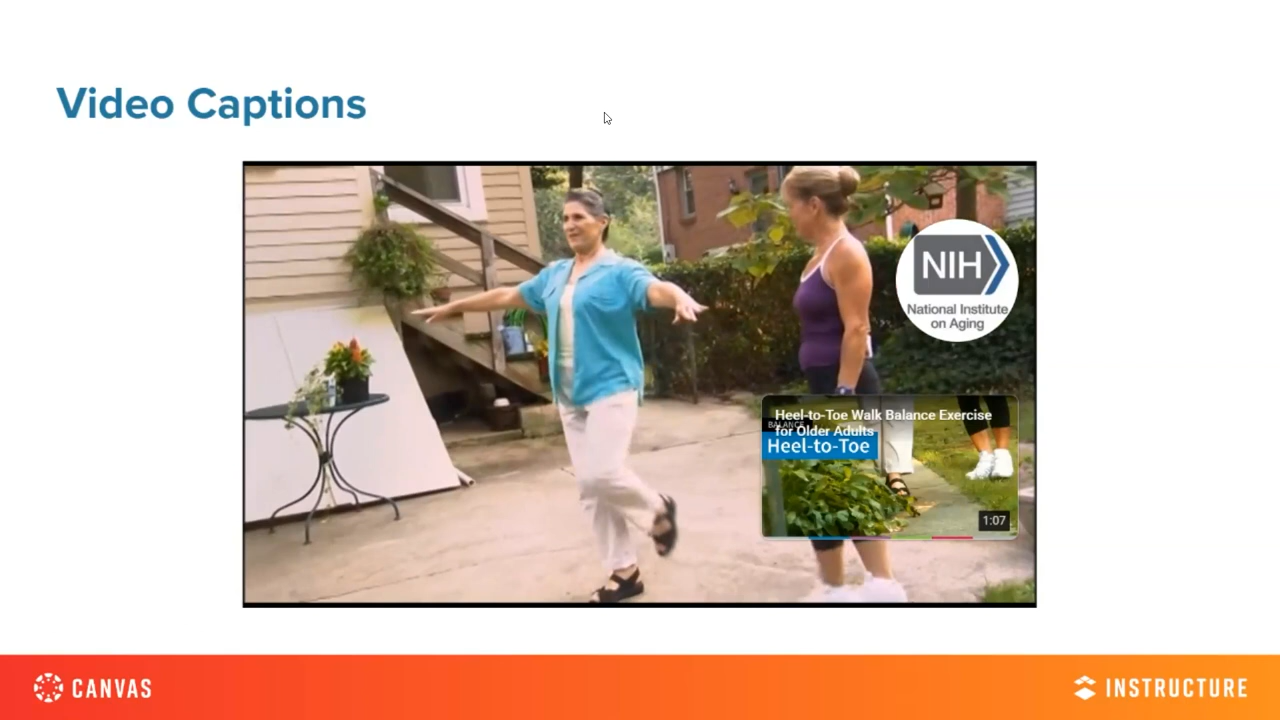 Video Captions
NIH
National Institute
on Aging
Heel-to-Toe Walk Balance Exercise
for Older Adults
BALANCE
Heel-to-Toe
1:07
CANVAS
INSTRUCTURE